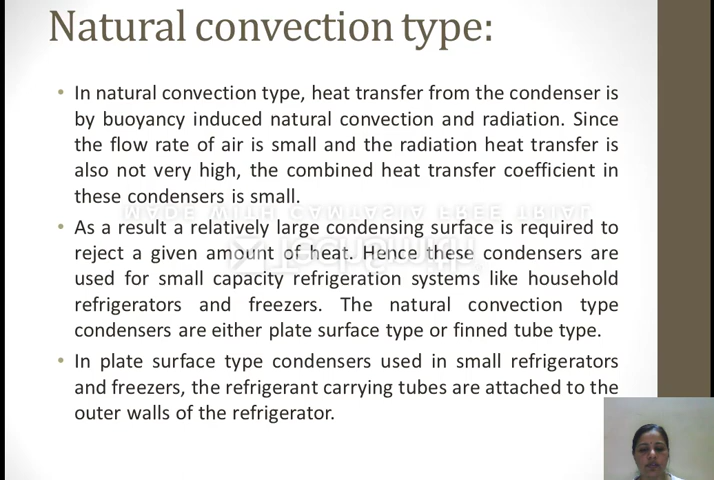 Natural convection type:
• In natural convection type, heat transfer from the condenser is
by buoyancy induced natural convection and radiation. Since
the flow rate of air is small and the radiation heat transfer is
also not very high, the combined heat transfer coefficient in
these condensers is small.
MADE WITH CAMTASIA FREE TRIAL
• As a result a relatively large condensing surface is required to
reject a given amount of heat. Hence these condensers are
used for small capacity refrigeration systems like household
refrigerators and freezers. The natural convection type
condensers are either plate surface type or finned tube type.
• In plate surface type condensers used in small refrigerators
and freezers, the refrigerant carrying tubes are attached to the
outer walls of the refrigerator.